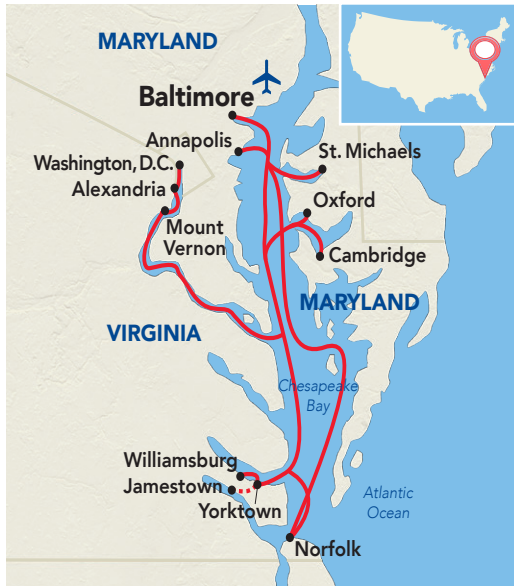 MARYLAND
Baltimore
Annapolis
Washington, D.C.
St. Michaels
Alexandria
Oxford
Mount
Vernon
Cambridge
MARYLAND
VIRGINIA
Chesapeake
Bay
Williamsburg
Jamestown
Yorktown
Atlantic
Ocean
Norfolk